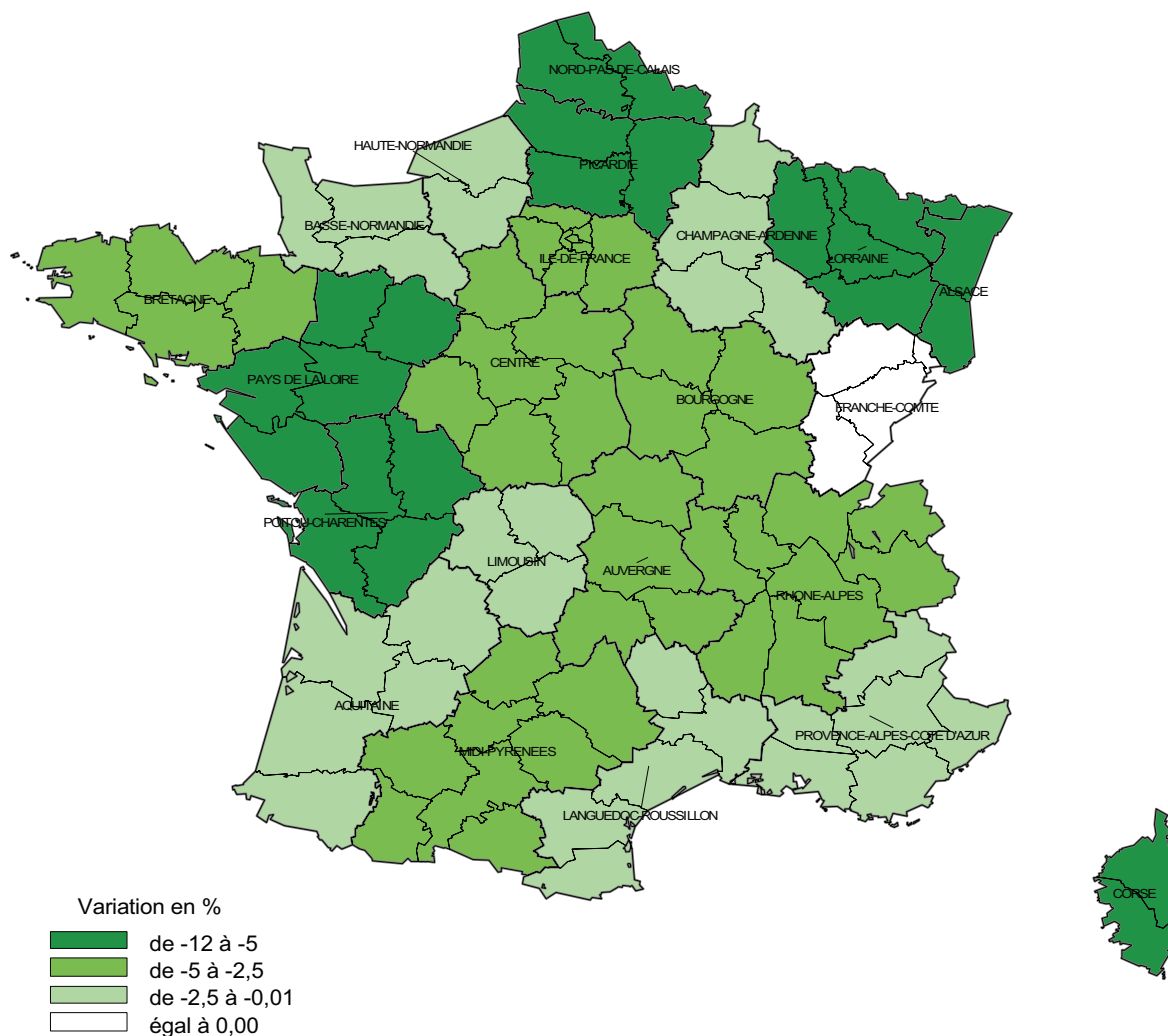 NORD-PAS-DE-CALAIS
HAUTE-NORMANDIE
PICARDIE
BASSE-NORMANDIE
CHAMPAGNE-ARDENNE
ILE-DE-FRANCE
LORRAINE
ALSACE
BRETAGNE
CENTRE
PAYS DE LA LOIRE
BOURGOGNE
FRANCHE-COMTE
POITOU-CHARENTES
LIMOUSIN
AUVERGNE
RHONE-ALPES
AQUITAINE
PROVENCE-ALPES-COTE D'AZUR
MIDI-PYRENEES
LANGUEDOC-ROUSSILLON
CORSE
Variation en %
de -12 à -5
de -5 à -2,5
de -2,5 à -0,01
égal à 0,00